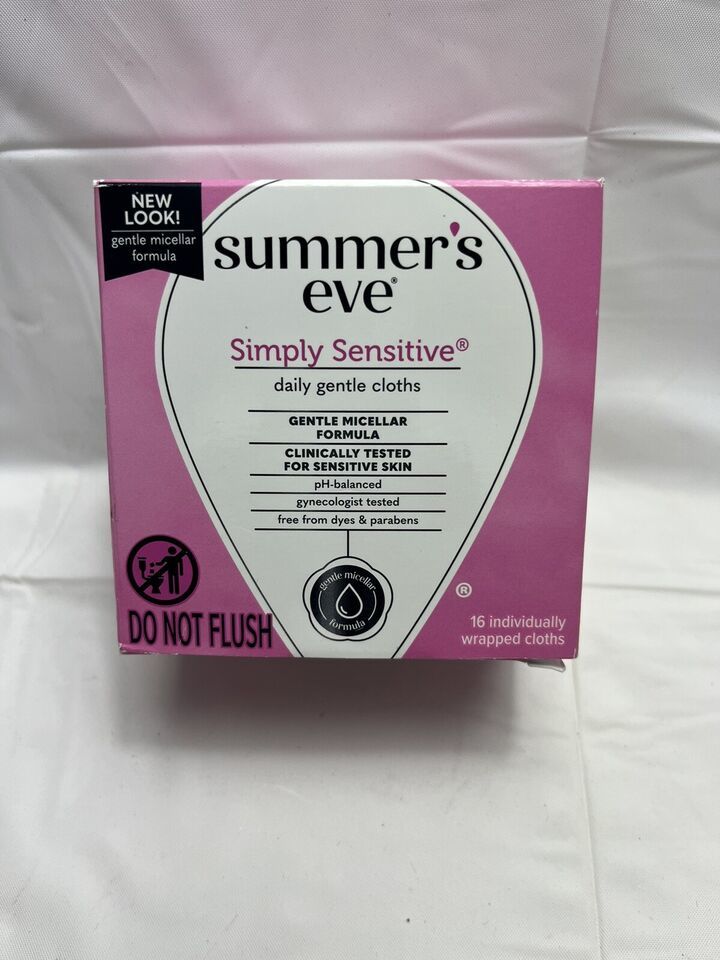 NEW
LOOK!
gentle micellar
formula
summer's
eve®
Simply Sensitive®
daily gentle cloths
GENTLE MICELLAR
FORMULA
CLINICALLY TESTED
FOR SENSITIVE SKIN
pH-balanced
gynecologist tested
free from dyes & parabens
gentle micellar
formula
DO NOT FLUSH
®
16 individually
wrapped cloths